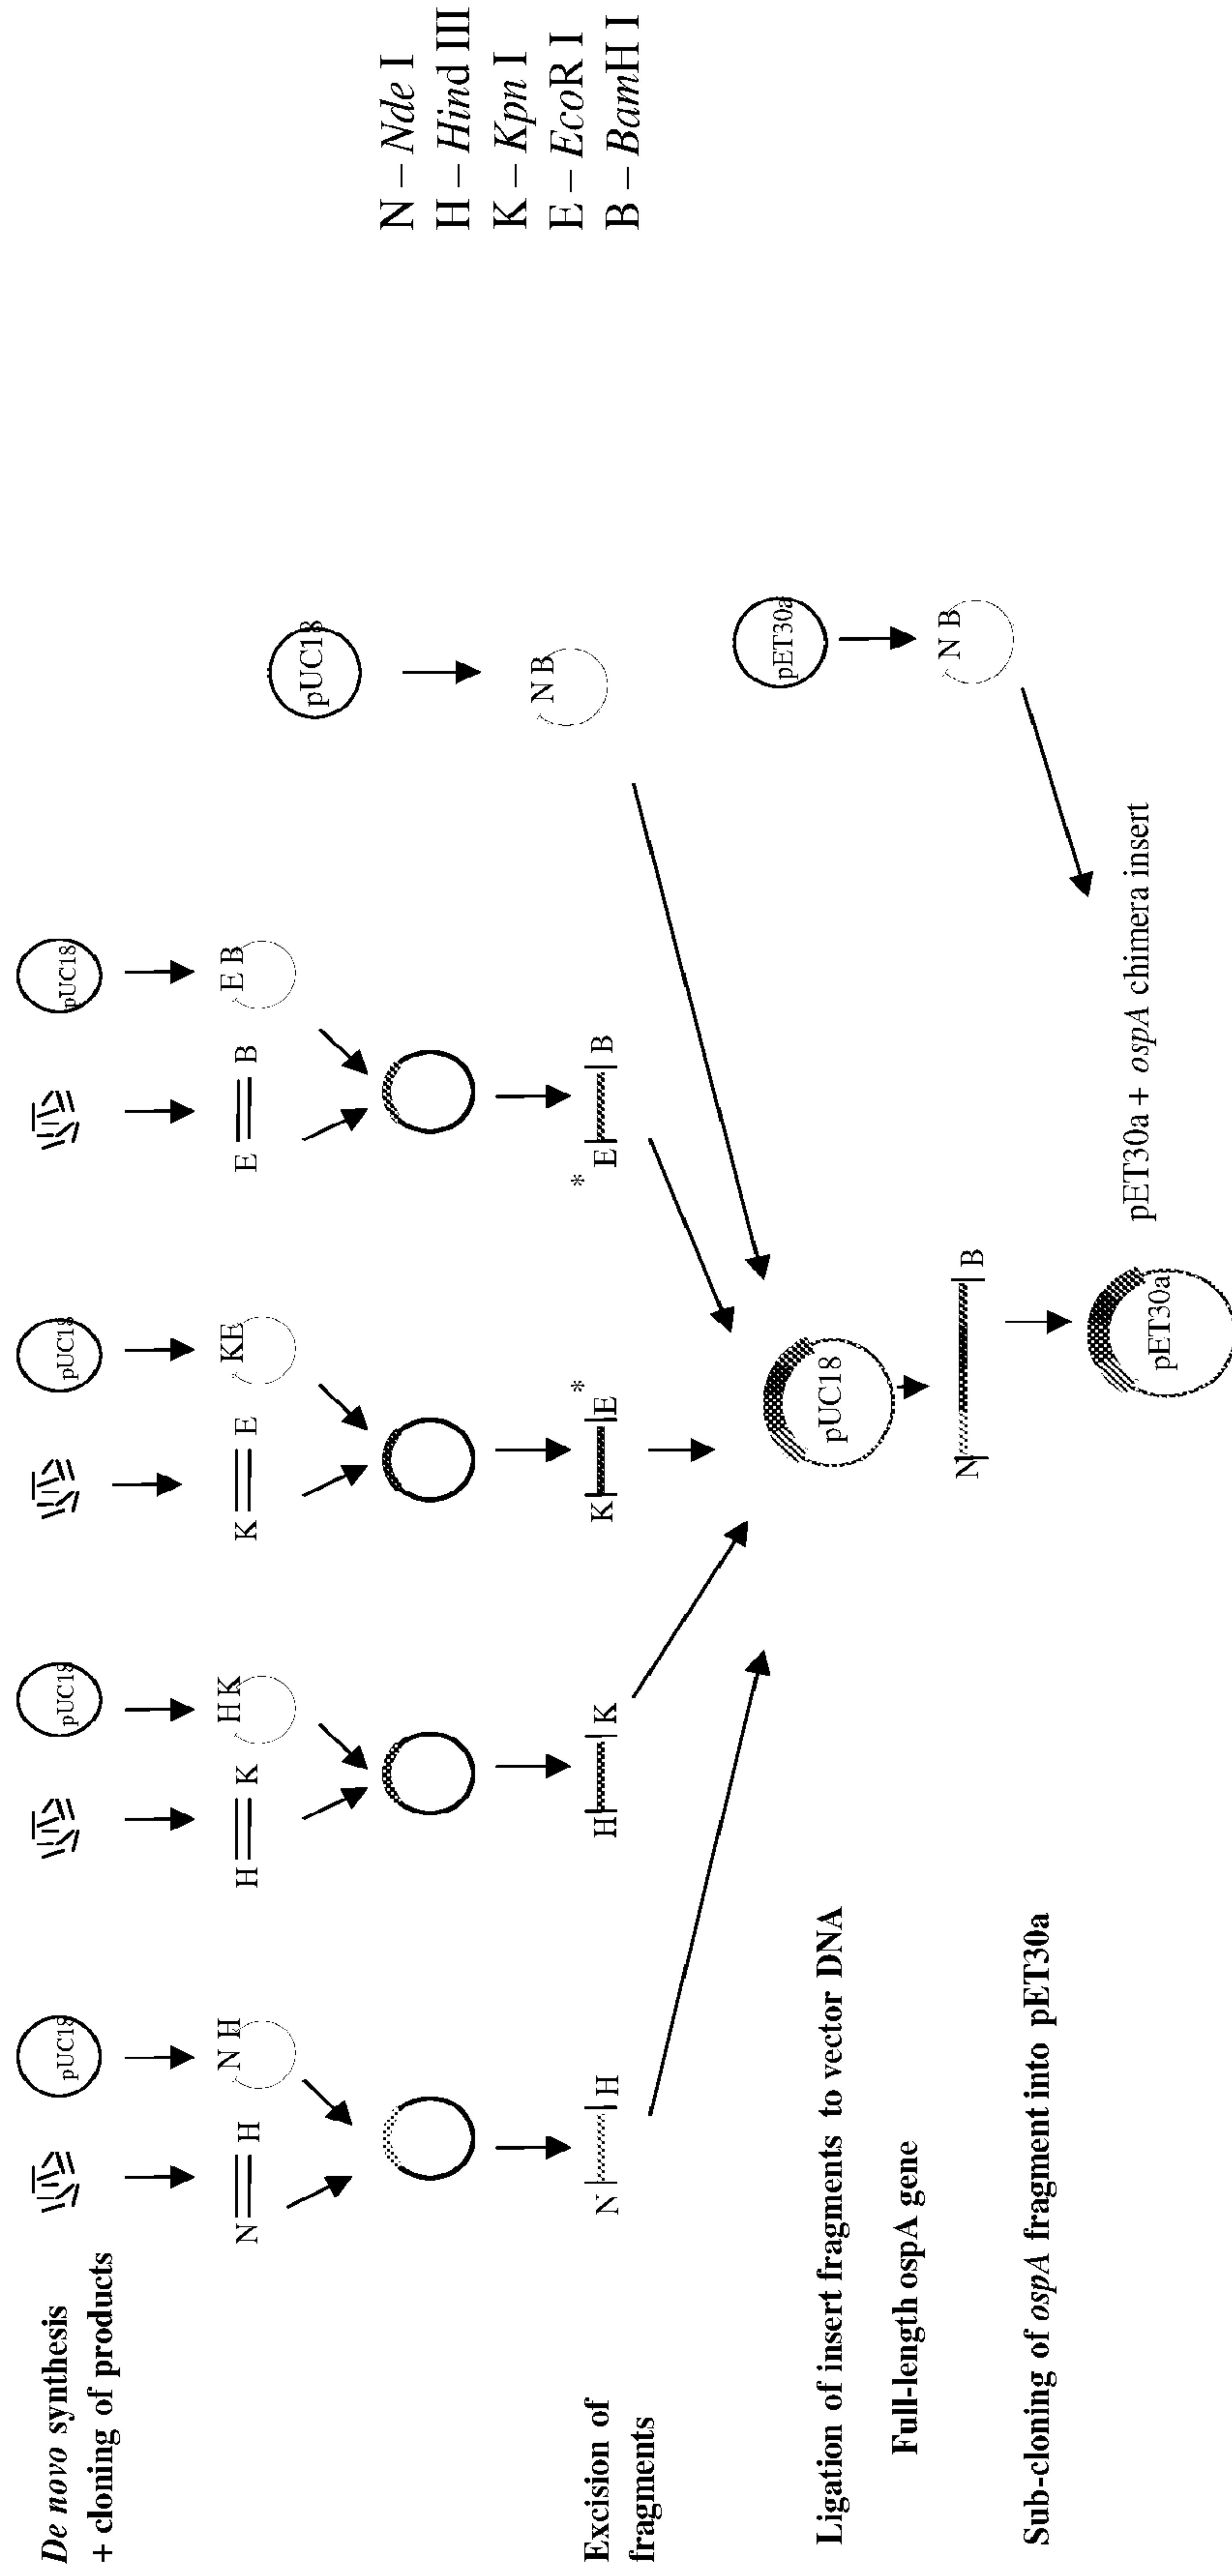 De novo synthesis
+ cloning of products
pUC18 pUC18 pUC18 pUC18
N H N H H K H K K E K E E B E B
pUC18
N – Nde I
H – Hind III
K – Kpn I
E – EcoR I
B – BamH I
Excision of
fragments
N H H K K E * * E B
N B
Ligation of insert fragments to vector DNA
pUC18
pET30a
Full-length ospA gene
N B
N B
Sub-cloning of ospA fragment into pET30a
pET30a
pET30a + ospA chimera insert